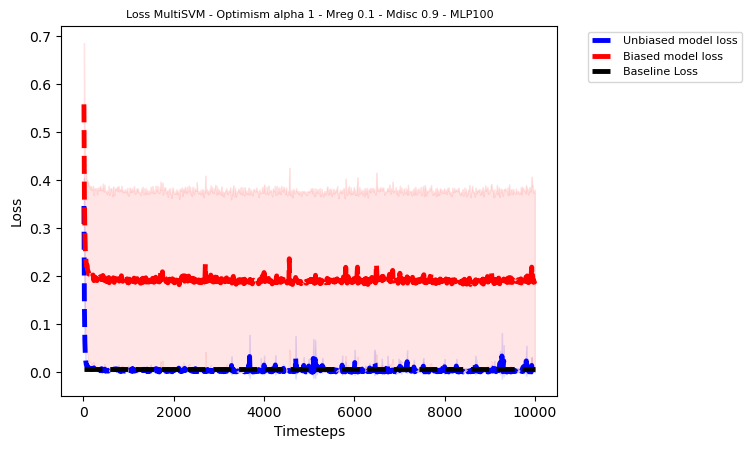 Loss MultiSVM - Optimism alpha 1 - Mreg 0.1 - Mdisc 0.9 - MLP100
Unbiased model loss
Biased model loss
Baseline Loss
Loss
0.7
0.6
0.5
0.4
0.3
0.2
0.1
0.0
0 2000 4000 6000 8000 10000
Timesteps